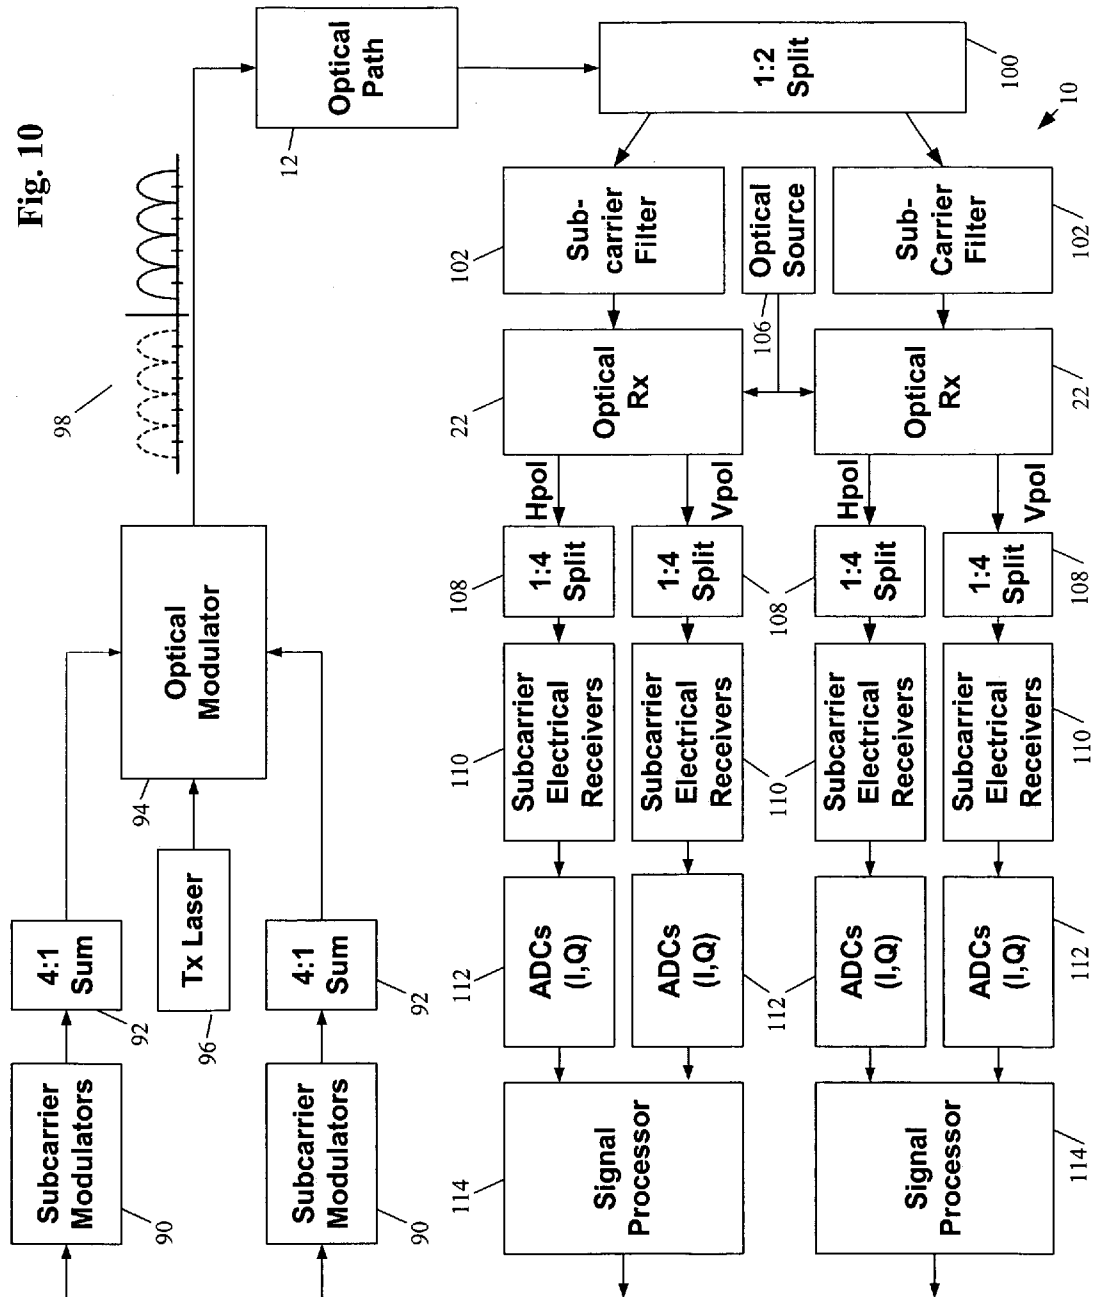 Fig. 10
Subcarrier
Modulators
90
4:1
Sum
92
Tx Laser
96
Subcarrier
Modulators
90
4:1
Sum
92
Optical
Modulator
94
98
Optical
Path
12
1:2
Split
100
10
Sub-
carrier
Filter
102
Optical
Source
106
Sub-
Carrier
Filter
102
Optical
Rx
22
Optical
Rx
22
Hpol
Vpol
Hpol
Vpol
1:4
Split
108
1:4
Split
108
1:4
Split
1:4
Split
108
Subcarrier
Electrical
Receivers
110
Subcarrier
Electrical
Receivers
110
Subcarrier
Electrical
Receivers
Subcarrier
Electrical
Receivers
110
ADCs
(I,Q)
112
ADCs
(I,Q)
112
ADCs
(I,Q)
ADCs
(I,Q)
112
Signal
Processor
114
Signal
Processor
114